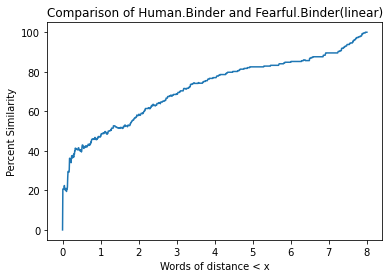 Comparison of Human.Binder and Fearful.Binder(linear)
100
80
60
40
20
0
Percent Similarity
0 1 2 3 4 5 6 7 8
Words of distance < x